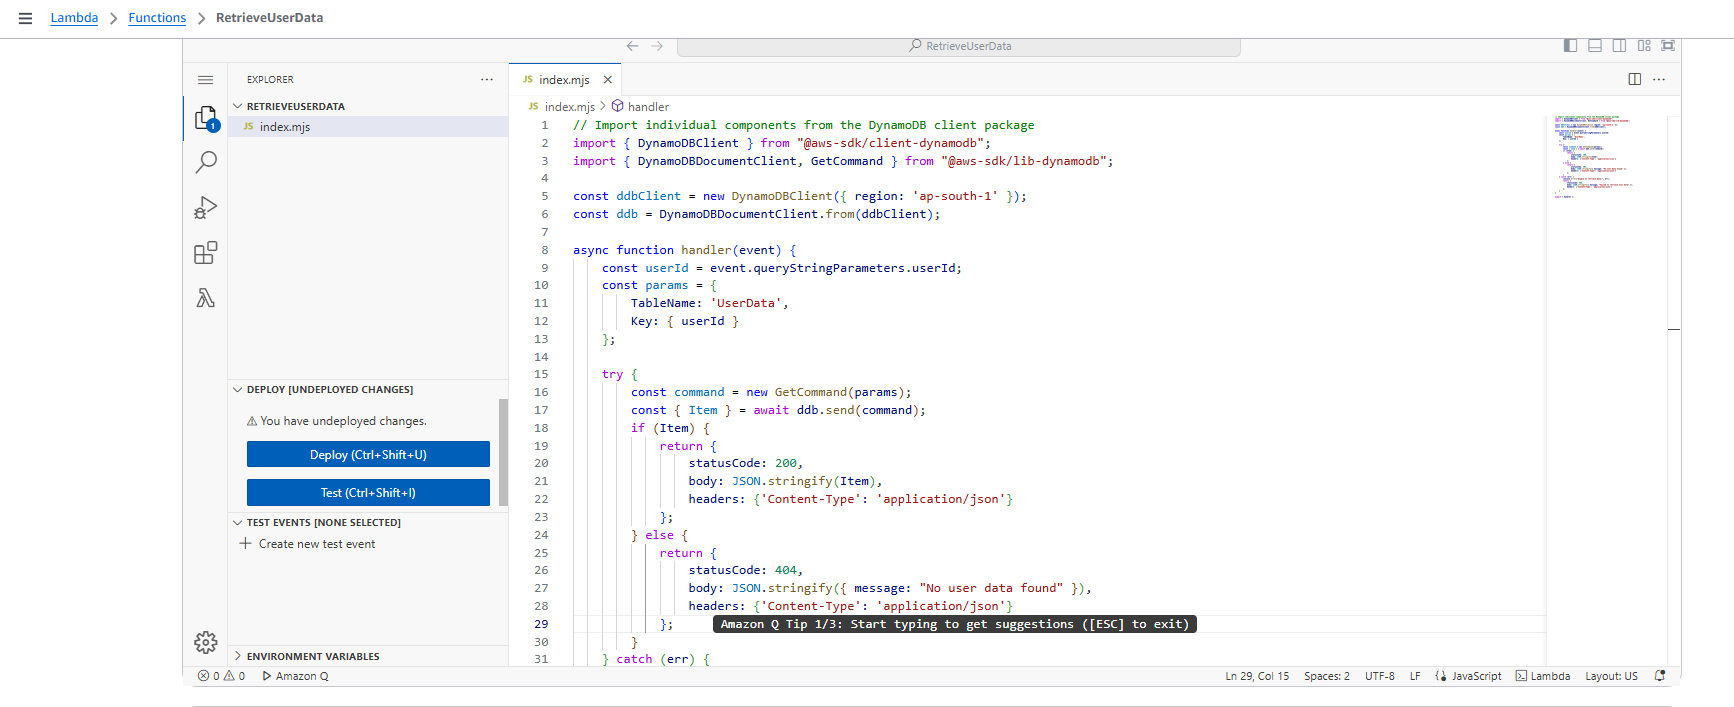 Lambda > Functions > RetrieveUserData
RetrieveUserData
EXPLORER
RETRIEVEUSERDATA
JS index.mjs
1
DEPLOY [UNDEPLOYED CHANGES]
You have undeployed changes.
Deploy (Ctrl+Shift+U)
Test (Ctrl+Shift+I)
TEST EVENTS [NONE SELECTED]
Create new test event
ENVIRONMENT VARIABLES
JS index.mjs
JS index.mjs > handler
1 // Import individual components from the DynamoDB client package
2 import { DynamoDBClient } from "@aws-sdk/client-dynamodb";
3 import { DynamoDBDocumentClient, GetCommand } from "@aws-sdk/lib-dynamodb";
4
5 const ddbClient = new DynamoDBClient({ region: 'ap-south-1' });
6 const ddb = DynamoDBDocumentClient.from(ddbClient);
7
8 async function handler(event) {
9 const userId = event.queryStringParameters.userId;
10 const params = {
11 TableName: 'UserData',
12 Key: { userId }
13 };
14
15 try {
16 const command = new GetCommand(params);
17 const { Item } = await ddb.send(command);
18 if (Item) {
19 return {
20 statusCode: 200,
21 body: JSON.stringify(Item),
22 headers: {'Content-Type': 'application/json'}
23 };
24 } else {
25 return {
26 statusCode: 404,
27 body: JSON.stringify({ message: "No user data found" }),
28 headers: {'Content-Type': 'application/json'}
29 }; Amazon Q Tip 1/3: Start typing to get suggestions ([ESC] to exit)
30 }
31 } catch (err) {
0 0 Amazon Q
Ln 29, Col 15 Spaces: 2 UTF-8 LF JavaScript Lambda Layout: US